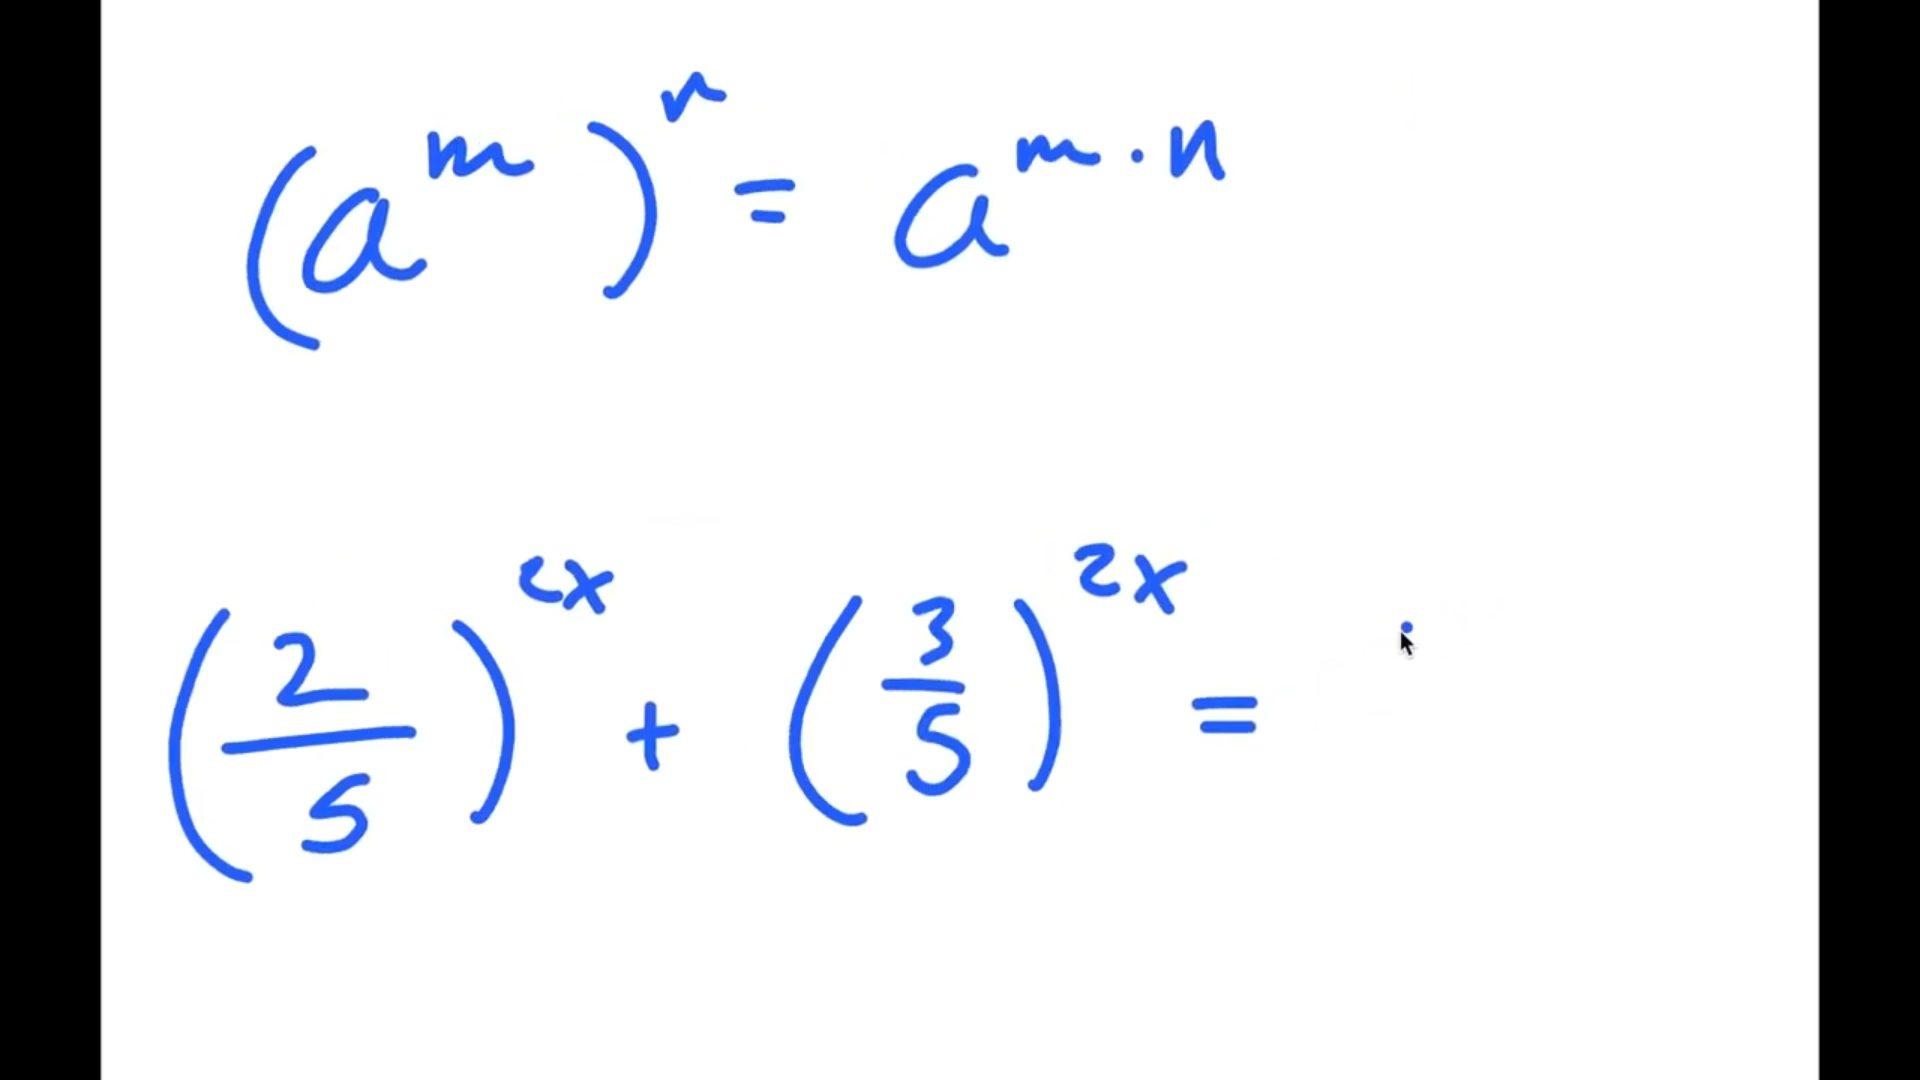 (a^m)^n = a^{m·n}
(2/5)^{2x} + (3/5)^{2x} =